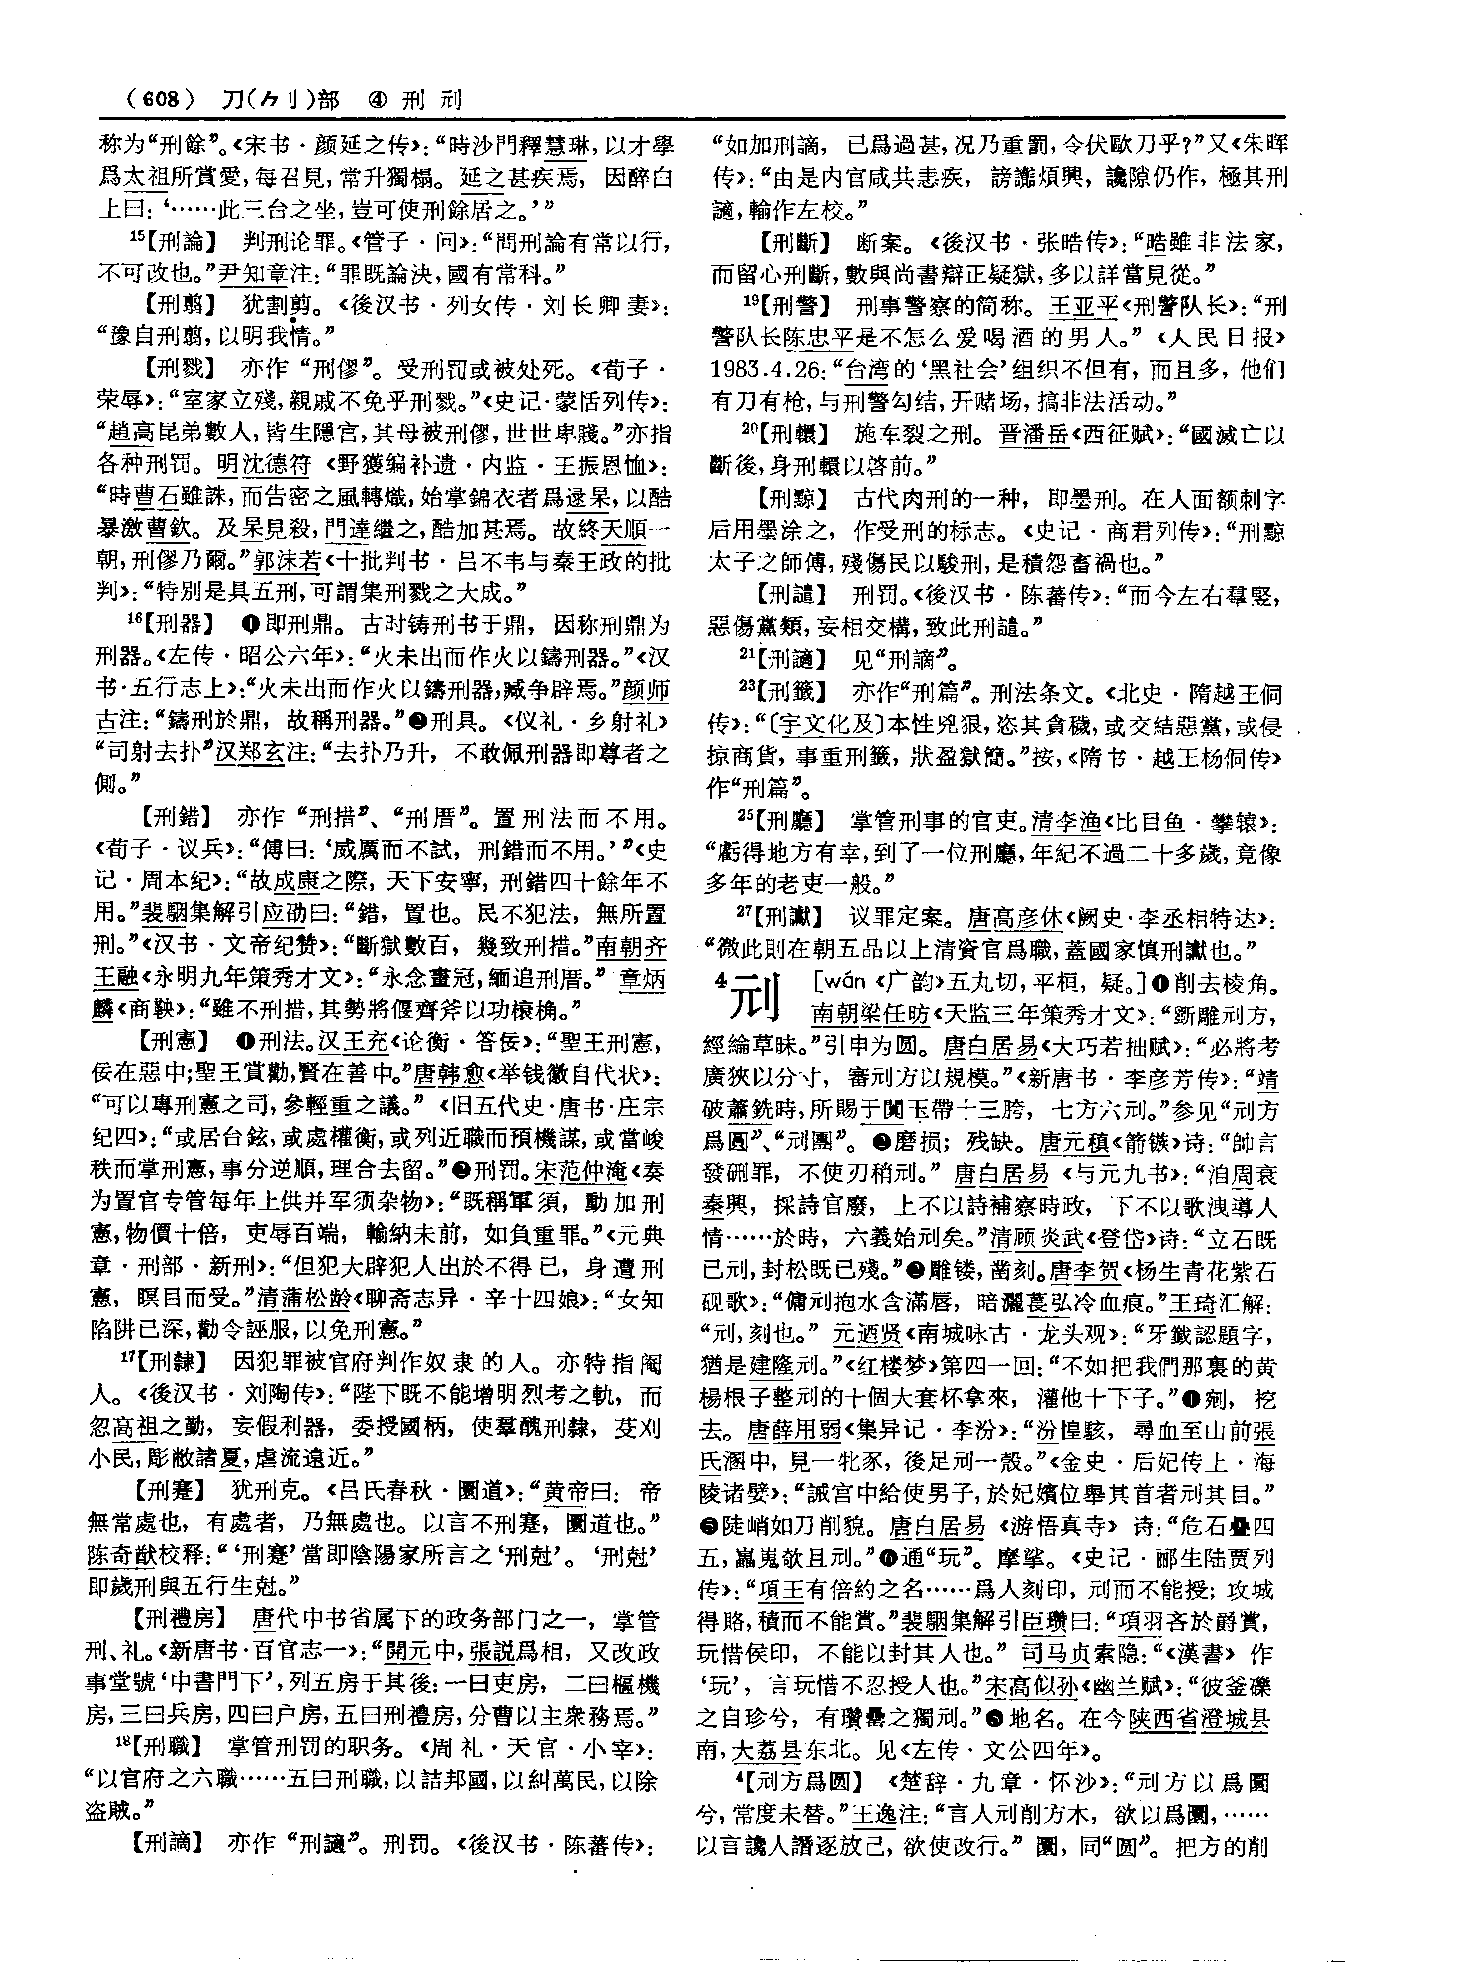 （608）　刀（𠂊刂）部　④ 刑 刓
称为“刑餘”。《宋书·颜延之传》：“時沙門釋慧琳，以才學
爲太祖所賞愛，每召見，常升獨榻。延之甚疾焉，因醉白
上曰：‘……此三台之坐，豈可使刑餘居之。’”
15【刑論】　判刑论罪。《管子·问》：“問刑論有常以行，
不可改也。”尹知章注：“罪既論決，國有常科。”
【刑翦】　犹割剪。《後汉书·列女传·刘长卿妻》：
“豫自刑翦，以明我情。”
【刑戮】　亦作“刑僇”。受刑罚或被处死。《荀子·
荣辱》：“室家立殘，親戚不免乎刑戮。”《史记·蒙恬列传》：
“趙高昆弟數人，皆生隱宫，其母被刑僇，世世卑賤。”亦指
各种刑罚。明沈德符《野獲编补遗·内监·王振恩恤》：
“時曹石雖誅，而告密之風轉熾，始掌錦衣者爲逯杲，以酷
暴激曹欽。及杲見殺，門達繼之，酷加甚焉。故終天順一
朝，刑僇乃爾。”郭沫若《十批判书·吕不韦与秦王政的批
判》：“特别是具五刑，可謂集刑戮之大成。”
16【刑器】　❶即刑鼎。古时铸刑书于鼎，因称刑鼎为
刑器。《左传·昭公六年》：“火未出而作火以鑄刑器。”《汉
书·五行志上》：“火未出而作火以鑄刑器，臧争辟焉。”颜师
古注：“鑄刑於鼎，故稱刑器。”❷刑具。《仪礼·乡射礼》
“司射去扑”汉郑玄注：“去扑乃升，不敢佩刑器即尊者之
側。”
【刑錯】　亦作“刑措”、“刑厝”。置刑法而不用。
《荀子·议兵》：“傅曰：‘威厲而不試，刑錯而不用。’”《史
记·周本纪》：“故成康之際，天下安寧，刑錯四十餘年不
用。”裴駰集解引应劭曰：“錯，置也。民不犯法，無所置
刑。”《汉书·文帝纪赞》：“斷獄數百，幾致刑措。”南朝齐
王融《永明九年策秀才文》：“永念畫冠，緬追刑厝。”章炳
麟《商鞅》：“雖不刑措，其勢將偃齊斧以功榱桷。”
【刑憲】　❶刑法。汉王充《论衡·答佞》：“聖王刑憲，
佞在惡中；聖王賞勸，賢在善中。”唐韩愈《举钱徽自代状》：
“可以專刑憲之司，參輕重之議。”《旧五代史·唐书·庄宗
纪四》：“或居台鉉，或處權衡，或列近職而預機謀，或當峻
秩而掌刑憲，事分逆順，理合去留。”❷刑罚。宋范仲淹《奏
为置官专管每年上供并军须杂物》：“既稱軍須，動加刑
憲，物價十倍，吏辱百端，輸納未前，如負重罪。”《元典
章·刑部·新刑》：“但犯大辟犯人出於不得已，身遭刑
憲，瞑目而受。”清蒲松龄《聊斋志异·辛十四娘》：“女知
陷阱已深，勸令誣服，以免刑憲。”
17【刑隸】　因犯罪被官府判作奴隶的人。亦特指阉
人。《後汉书·刘陶传》：“陛下既不能增明烈考之軌，而
忽高祖之勤，妄假利器，委授國柄，使羣醜刑隸，芟刈
小民，彫敝諸夏，虐流遠近。”
【刑蹇】　犹刑克。《吕氏春秋·圜道》：“黄帝曰：帝
無常處也，有處者，乃無處也。以言不刑蹇，圜道也。”
陈奇猷校释：“‘刑蹇’當即陰陽家所言之‘刑尅’。‘刑尅’
即歲刑與五行生尅。”
【刑禮房】　唐代中书省属下的政务部门之一，掌管
刑、礼。《新唐书·百官志一》：“開元中，張説爲相，又改政
事堂號‘中書門下’，列五房于其後：一曰吏房，二曰樞機
房，三曰兵房，四曰户房，五曰刑禮房，分曹以主衆務焉。”
18【刑職】　掌管刑罚的职务。《周礼·天官·小宰》：
“以官府之六職……五曰刑職，以詰邦國，以糾萬民，以除
盗賊。”
【刑謫】　亦作“刑讁”。刑罚。《後汉书·陈蕃传》：
“如加刑謫，已爲過甚，况乃重罰，令伏歐刀乎？”又《朱晖
传》：“由是内官咸共恚疾，謗讟煩興，讒隙仍作，極其刑
讁，輸作左校。”
【刑斷】　断案。《後汉书·张晧传》：“晧雖非法家，
而留心刑斷，數與尚書辯正疑獄，多以詳當見從。”
19【刑警】　刑事警察的简称。王亚平《刑警队长》：“刑
警队长陈忠平是不怎么爱喝酒的男人。”《人民日报》
1983.4.26：“台湾的‘黑社会’组织不但有，而且多，他们
有刀有枪，与刑警勾结，开赌场，搞非法活动。”
20【刑轘】　施车裂之刑。晋潘岳《西征赋》：“國滅亡以
斷後，身刑轘以啓前。”
【刑黥】　古代肉刑的一种，即墨刑。在人面额刺字
后用墨涂之，作受刑的标志。《史记·商君列传》：“刑黥
太子之師傅，殘傷民以駿刑，是積怨畜禍也。”
【刑譴】　刑罚。《後汉书·陈蕃传》：“而今左右羣竪，
惡傷黨類，妄相交構，致此刑譴。”
21【刑讁】　见“刑謫”。
23【刑籤】　亦作“刑篇”。刑法条文。《北史·隋越王侗
传》：“〔宇文化及〕本性兇狠，恣其貪穢，或交結惡黨，或侵
掠商貨，事重刑籤，狀盈獄簡。”按，《隋书·越王杨侗传》
作“刑篇”。
25【刑廳】　掌管刑事的官吏。清李渔《比目鱼·攀辕》：
“虧得地方有幸，到了一位刑廳，年紀不過二十多歲，竟像
多年的老吏一般。”
27【刑讞】　议罪定案。唐高彦休《阙史·李丞相特达》：
“微此則在朝五品以上清資官爲職，蓋國家慎刑讞也。”
4刓　［wán《广韵》五丸切，平桓，疑。］❶削去棱角。
南朝梁任昉《天监三年策秀才文》：“斲雕刓方，
經綸草昧。”引申为圆。唐白居易《大巧若拙赋》：“必將考
廣狹以分寸，審刓方以規模。”《新唐书·李彦芳传》：“靖
破蕭銑時，所賜于闐玉帶十三胯，七方六刓。”参见“刓方
爲圓”、“刓團”。❷磨损；残缺。唐元稹《箭镞》诗：“帥言
發硎罪，不使刃稍刓。”唐白居易《与元九书》：“洎周衰
秦興，採詩官廢，上不以詩補察時政，下不以歌洩導人
情……於時，六義始刓矣。”清顾炎武《登岱》诗：“立石既
已刓，封松既已殘。”❸雕镂，凿刻。唐李贺《杨生青花紫石
砚歌》：“傭刓抱水含滿唇，暗灑萇弘冷血痕。”王琦汇解：
“刓，刻也。”元迺贤《南城咏古·龙头观》：“牙籤認題字，
猶是建隆刓。”《红楼梦》第四一回：“不如把我們那裏的黄
楊根子整刓的十個大套杯拿來，灌他十下子。”❹剜，挖
去。唐薛用弱《集异记·李汾》：“汾惶駭，尋血至山前張
氏溷中，見一牝豕，後足刓一殼。”《金史·后妃传上·海
陵诸嬖》：“誡宫中給使男子，於妃嬪位舉其首者刓其目。”
❺陡峭如刀削貌。唐白居易《游悟真寺》诗：“危石疊四
五，嵓嵬欹且刓。”❻通“玩”。摩挲。《史记·郦生陆贾列
传》：“項王有倍約之名……爲人刻印，刓而不能授；攻城
得賂，積而不能賞。”裴駰集解引臣瓚曰：“項羽吝於爵賞，
玩惜侯印，不能以封其人也。”司马贞索隐：“《漢書》作
‘玩’，言玩惜不忍授人也。”宋高似孙《幽兰赋》：“彼釜礫
之自珍兮，有瓚罍之獨刓。”❼地名。在今陕西省澄城县
南，大荔县东北。见《左传·文公四年》。
4【刓方爲圆】　《楚辞·九章·怀沙》：“刓方以爲圜
兮，常度未替。”王逸注：“言人刓削方木，欲以爲圜，……
以言讒人譖逐放己，欲使改行。”圜，同“圆”。把方的削